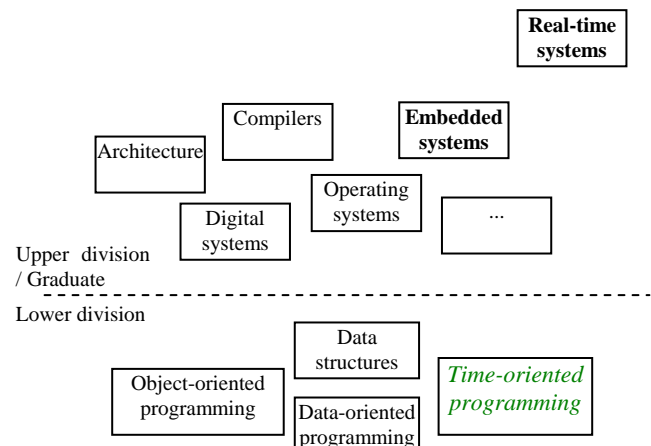 Real-time
systems
Compilers
Embedded
systems
Architecture
Operating
systems
Digital
systems
...
Upper division
/ Graduate
Lower division
Data
structures
Object-oriented
programming
Time-oriented
programming
Data-oriented
programming